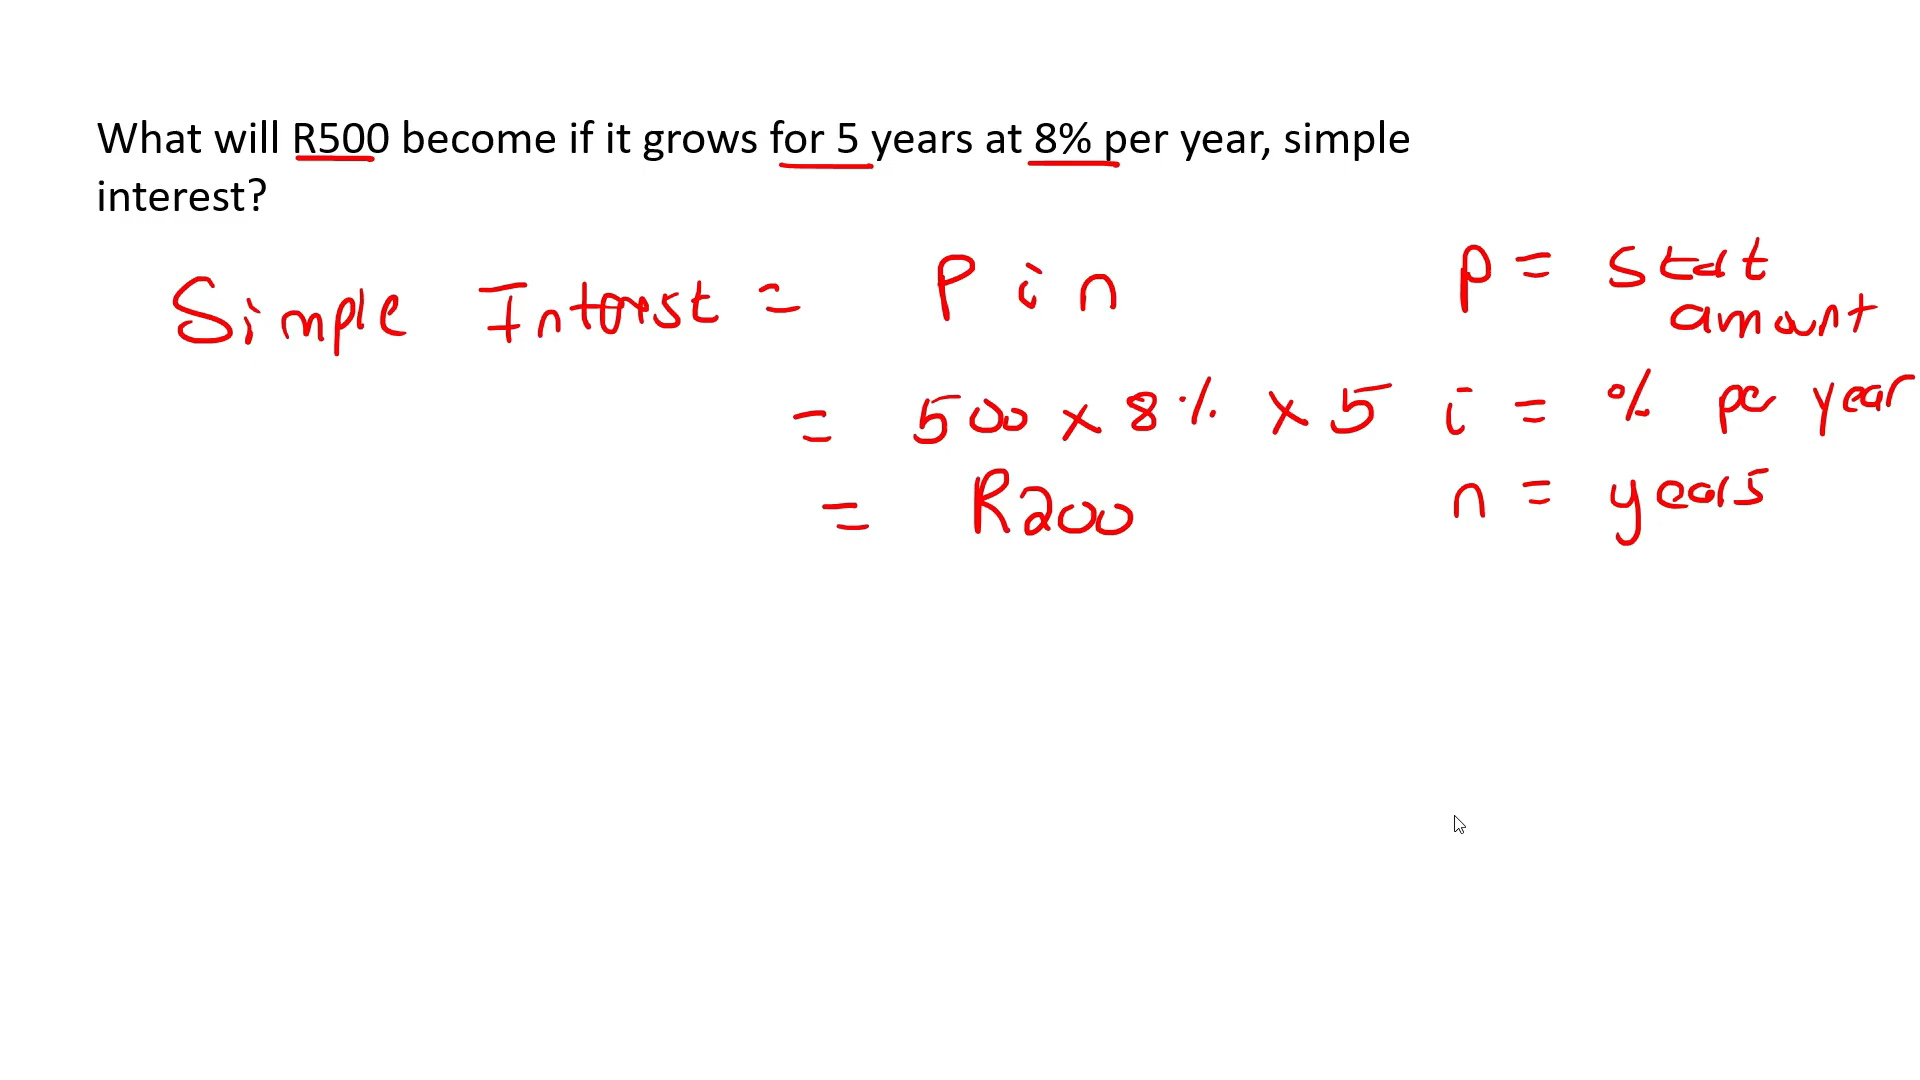 What will R500 become if it grows for 5 years at 8% per year, simple
interest?
Simple Interest = P i n
= 500 x 8% x 5
= R200
P = start
amount
i = % per year
n = years